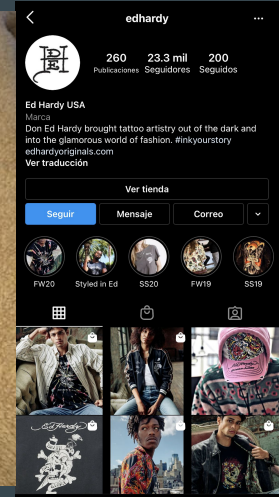 edhardy
260 23.3 mil 200
Publicaciones Seguidores Seguidos
Ed Hardy USA
Marca
Don Ed Hardy brought tattoo artistry out of the dark and
into the glamorous world of fashion. #inkyourstory
edhardyoriginals.com
Ver traducción
Ver tienda
Seguir Mensaje Correo
FW20 Styled in Ed SS20 FW19 SS19
Ed Hardy